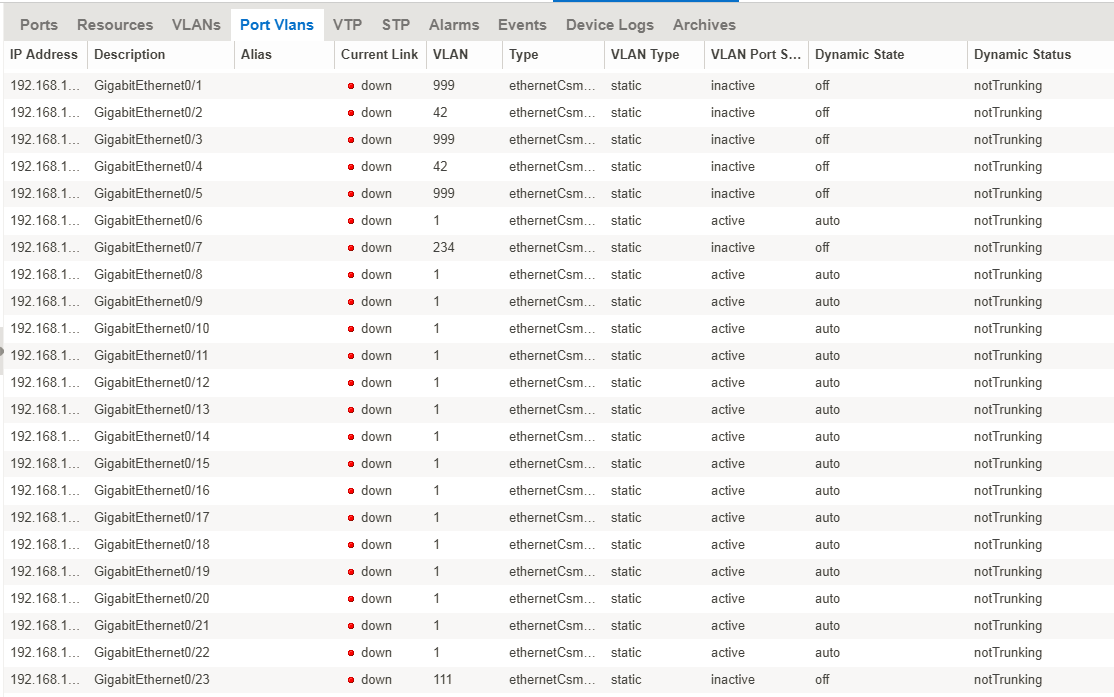 Ports Resources VLANs Port Vlans VTP STP Alarms Events Device Logs Archives
IP Address Description Alias Current Link VLAN Type VLAN Type VLAN Port S... Dynamic State Dynamic Status
192.168.1... GigabitEthernet0/1 down 999 ethernetCsm... static inactive off notTrunking
192.168.1... GigabitEthernet0/2 down 42 ethernetCsm... static inactive off notTrunking
192.168.1... GigabitEthernet0/3 down 999 ethernetCsm... static inactive off notTrunking
192.168.1... GigabitEthernet0/4 down 42 ethernetCsm... static inactive off notTrunking
192.168.1... GigabitEthernet0/5 down 999 ethernetCsm... static inactive off notTrunking
192.168.1... GigabitEthernet0/6 down 1 ethernetCsm... static active auto notTrunking
192.168.1... GigabitEthernet0/7 down 234 ethernetCsm... static inactive off notTrunking
192.168.1... GigabitEthernet0/8 down 1 ethernetCsm... static active auto notTrunking
192.168.1... GigabitEthernet0/9 down 1 ethernetCsm... static active auto notTrunking
192.168.1... GigabitEthernet0/10 down 1 ethernetCsm... static active auto notTrunking
192.168.1... GigabitEthernet0/11 down 1 ethernetCsm... static active auto notTrunking
192.168.1... GigabitEthernet0/12 down 1 ethernetCsm... static active auto notTrunking
192.168.1... GigabitEthernet0/13 down 1 ethernetCsm... static active auto notTrunking
192.168.1... GigabitEthernet0/14 down 1 ethernetCsm... static active auto notTrunking
192.168.1... GigabitEthernet0/15 down 1 ethernetCsm... static active auto notTrunking
192.168.1... GigabitEthernet0/16 down 1 ethernetCsm... static active auto notTrunking
192.168.1... GigabitEthernet0/17 down 1 ethernetCsm... static active auto notTrunking
192.168.1... GigabitEthernet0/18 down 1 ethernetCsm... static active auto notTrunking
192.168.1... GigabitEthernet0/19 down 1 ethernetCsm... static active auto notTrunking
192.168.1... GigabitEthernet0/20 down 1 ethernetCsm... static active auto notTrunking
192.168.1... GigabitEthernet0/21 down 1 ethernetCsm... static active auto notTrunking
192.168.1... GigabitEthernet0/22 down 1 ethernetCsm... static active auto notTrunking
192.168.1... GigabitEthernet0/23 down 111 ethernetCsm... static inactive off notTrunking